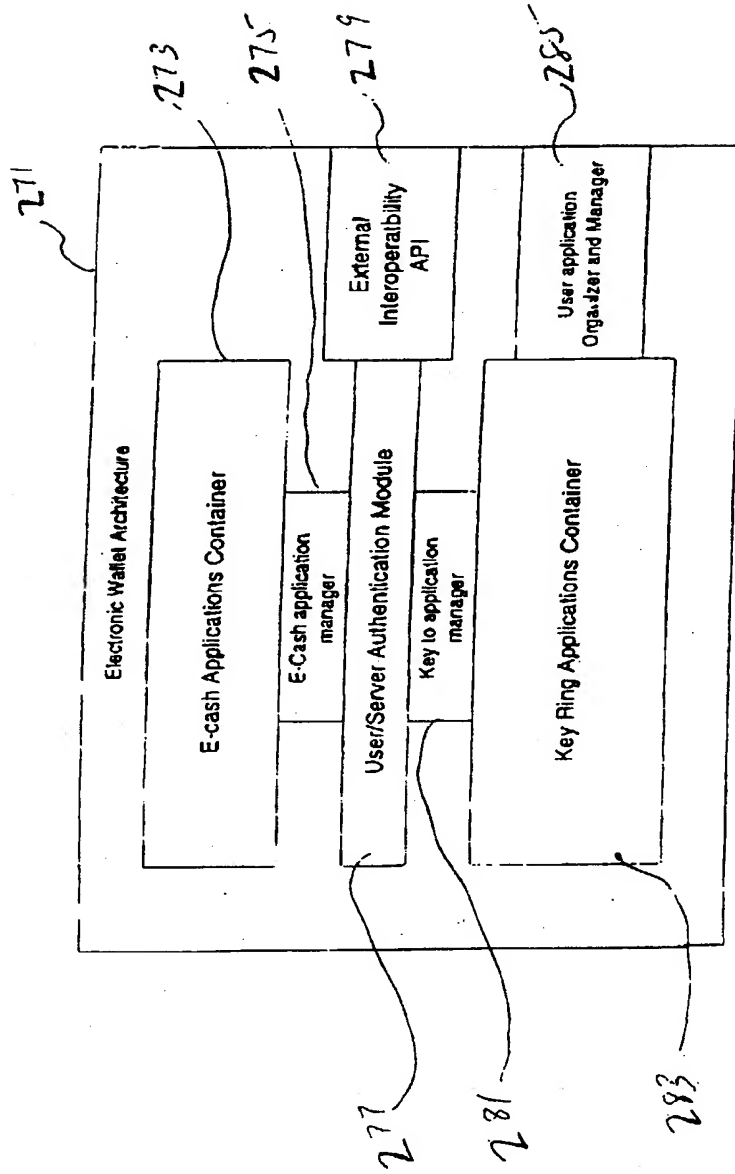 271
Electronic Wallet Architecture
E-cash Applications Container
273
E-Cash application
manager
275
User/Server Authentication Module
277
External
Interoperatbility
API
279
Key to application
manager
281
Key Ring Applications Container
283
User application
Organizer and Manager
285